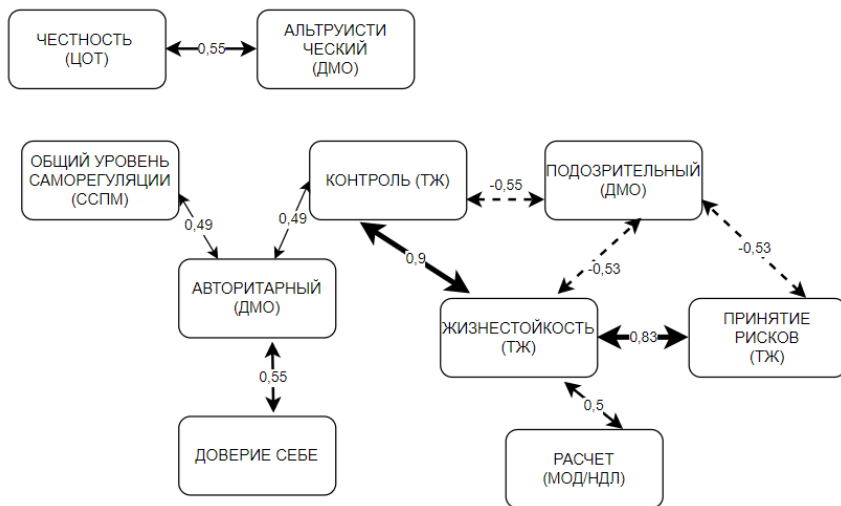 ЧЕСТНОСТЬ
(ЦОТ)
0,55
АЛЬТРУИСТИ
ЧЕСКИЙ
(ДМО)
ОБЩИЙ УРОВЕНЬ
САМОРЕГУЛЯЦИИ
(ССПМ)
КОНТРОЛЬ (ТЖ)
-0,55
ПОДОЗРИТЕЛЬНЫЙ
(ДМО)
0,49
0,49
-0,53
0,9
-0,53
АВТОРИТАРНЫЙ
(ДМО)
ЖИЗНЕСТОЙКОСТЬ
(ТЖ)
0,83
ПРИНЯТИЕ
РИСКОВ
(ТЖ)
0,55
0,5
ДОВЕРИЕ СЕБЕ
РАСЧЕТ
(МОД/НДЛ)